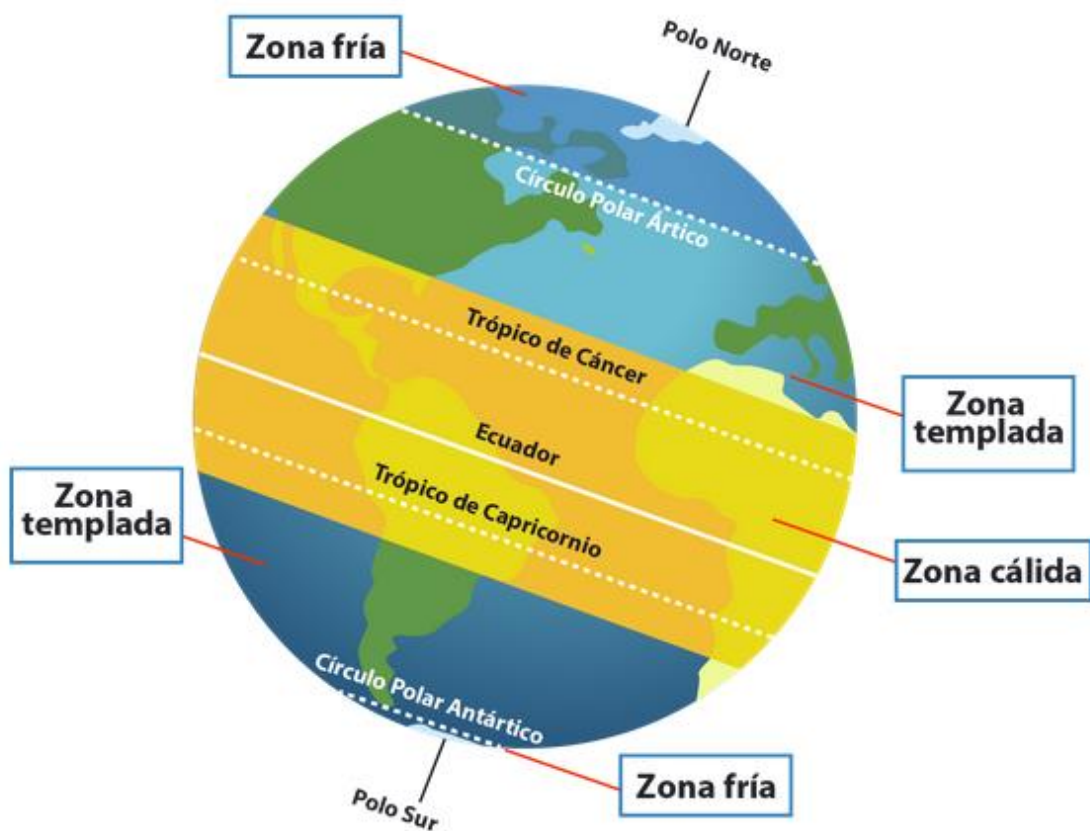 Polo Norte
Zona fría
Círculo Polar Ártico
Trópico de Cáncer
Zona
templada
Ecuador
Trópico de Capricornio
Zona
templada
Zona cálida
Círculo Polar Antártico
Zona fría
Polo Sur